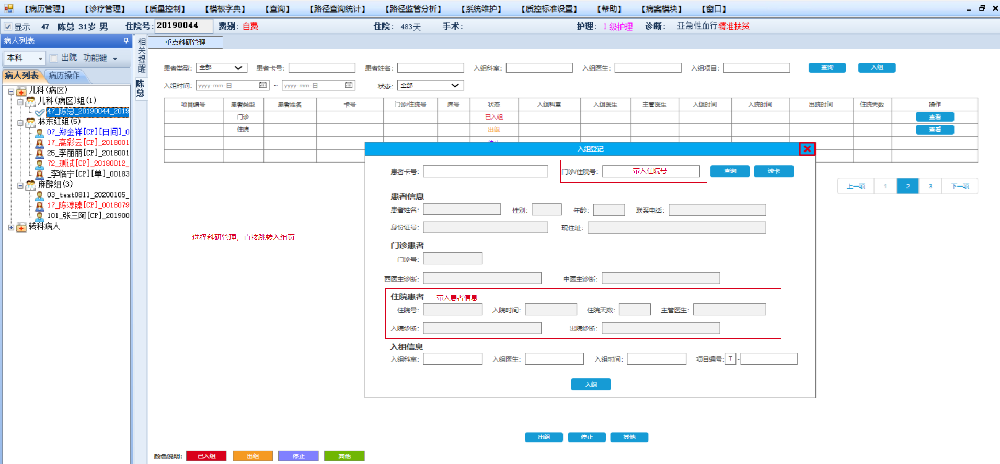 【病历管理】 【诊疗管理】 【质量控制】 【模板字典】 【查询】 【路径查询统计】 【路径监管分析】 【系统维护】 【质控标准设置】 【帮助】 【病案模块】 【窗口】
显示 47 陈总 31岁 男 住院号: 20190044 费别: 自费 住院: 483天 手术: 护理: Ⅰ级护理 诊断: 亚急性血行精准扶贫
病人列表
本科 出院 功能键
病人列表 病历操作
儿科(病区)
儿科(病区)组(1)
47_陈总_20190044_2019
林东红组(5)
07_郑金祥[CP][日间]_0
17_高彩云[CP]_2018001
25_李丽丽[CP]_2018001
72_测试[CP]_20180012_
_李临宁[CP][单]_00183
麻醉组(3)
03_test0811_20200105_
17_陈淳臻[CP]_0018079
101_张三阿[CP]_201900
转科病人
相关提醒
陈总
重点科研管理
患者类型: 全部 患者卡号: 患者姓名: 入组科室: 入组医生: 入组项目: 查询 入组
入组时间: yyyy-mm-日 ~ yyyy-mm-日 状态: 全部
项目编号 患者类型 患者姓名 卡号 门诊/住院号 床号 状态 入组科室 入组医生 主管医生 入组时间 入院时间 出院时间 住院天数 操作
门诊 已入组 查看
住院 出组 查看
上一项 1 2 3 下一项
选择科研管理，直接跳转入组页
入组登记
患者卡号: 门诊/住院号: 带入住院号 查询 读卡
患者信息
患者姓名: 性别: 年龄: 联系电话:
身份证号: 现住址:
门诊患者
门诊号:
西医主诊断: 中医主诊断:
住院患者 带入患者信息
住院号: 入院时间: 住院天数: 主管医生:
入院诊断: 出院诊断:
入组信息
入组科室: 入组医生: 入组时间: 项目编号: T -
入组
出组 停止 其他
颜色说明: 已入组 出组 停止 其他